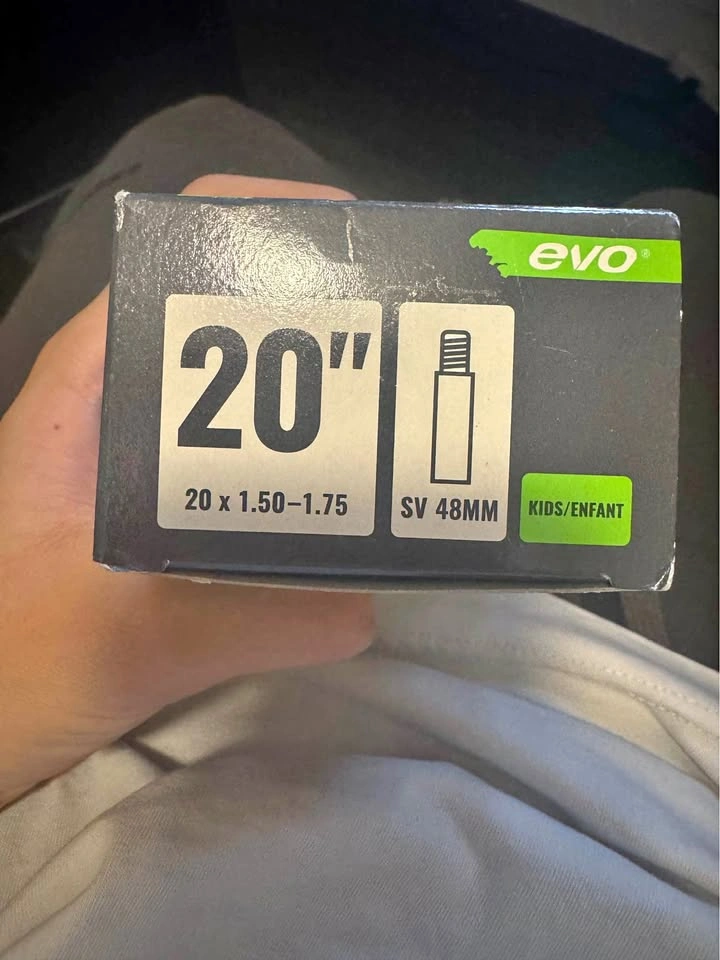 evo®
20"
20 x 1.50–1.75
SV 48MM
KIDS/ENFANT